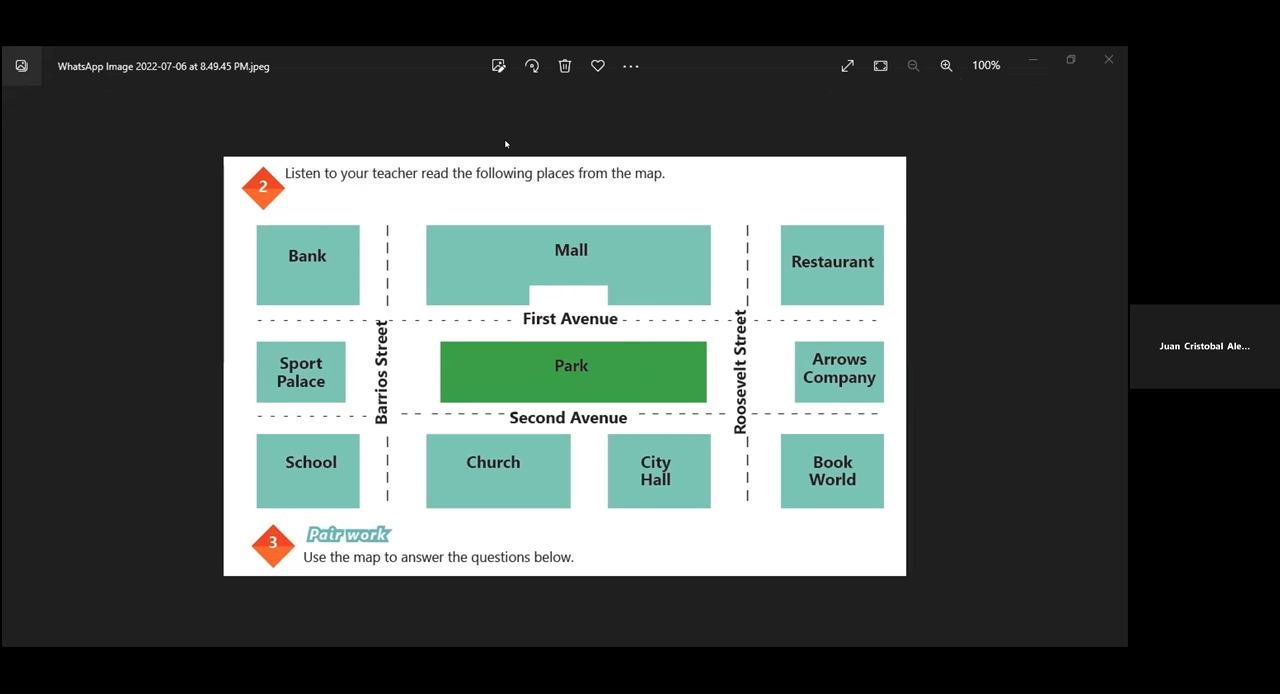 WhatsApp Image 2022-07-06 at 8.49.45 PM.jpeg
100%
2
Listen to your teacher read the following places from the map.
Bank
Mall
Restaurant
First Avenue
Sport
Palace
Barrios Street
Park
Roosevelt Street
Arrows
Company
Second Avenue
School
Church
City
Hall
Book
World
3
Pair work
Use the map to answer the questions below.
Juan Cristobal Ale...